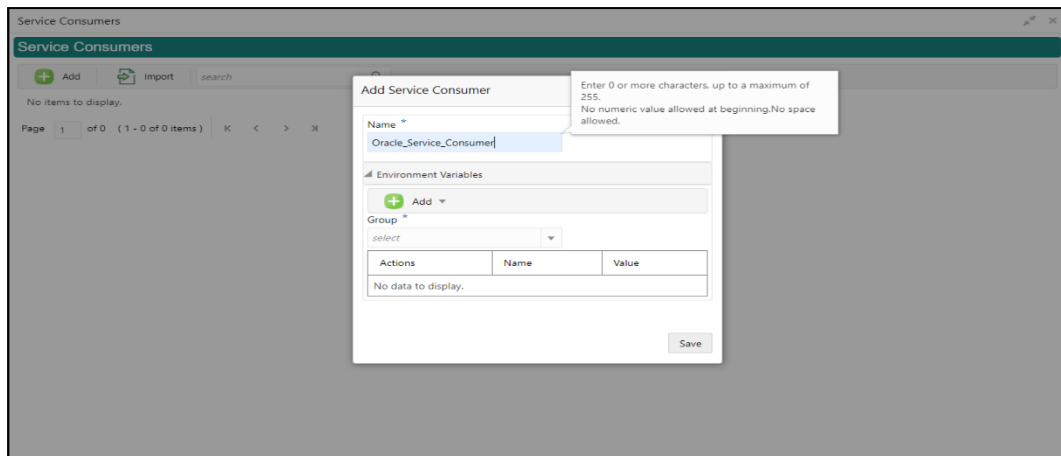 Service Consumers
Service Consumers
Add Import search
No items to display.
Page 1 of 0 ( 1 - 0 of 0 items )
Add Service Consumer
Enter 0 or more characters, up to a maximum of
255.
No numeric value allowed at beginning.No space
allowed.
Name *
Oracle_Service_Consumer
Environment Variables
Add
Group *
select
Actions Name Value
No data to display.
Save